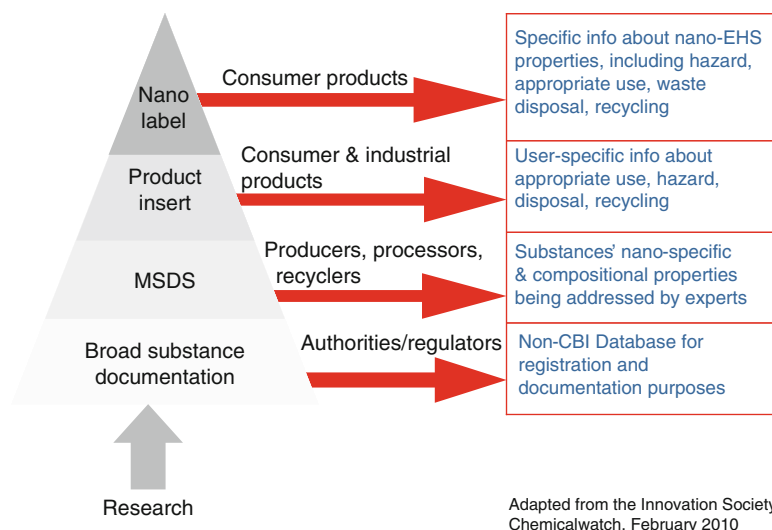 Nano
label
Consumer products
Specific info about nano-EHS
properties, including hazard,
appropriate use, waste
disposal, recycling
Product
insert
Consumer & industrial
products
User-specific info about
appropriate use, hazard,
disposal, recycling
MSDS
Producers, processors,
recyclers
Substances' nano-specific
& compositional properties
being addressed by experts
Broad substance
documentation
Authorities/regulators
Non-CBI Database for
registration and
documentation purposes
Research
Adapted from the Innovation Society
Chemicalwatch, February 2010